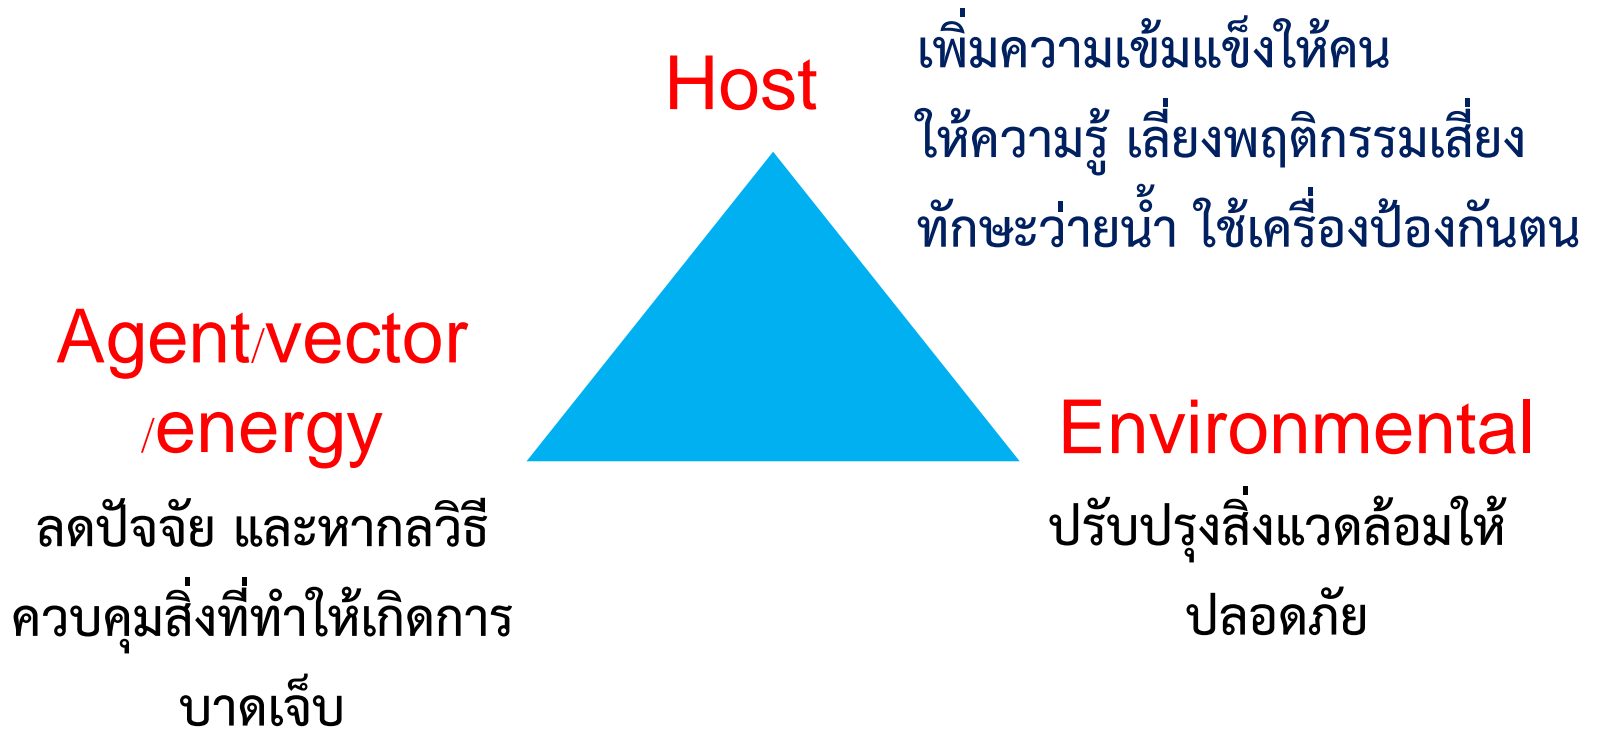 Host
เพิ่มความเข้มแข็งให้คน
ให้ความรู้ เลี่ยงพฤติกรรมเสี่ยง
ทักษะว่ายน้ำ ใช้เครื่องป้องกันตน
Agent/vector
/energy
ลดปัจจัย และหากลวิธี
ควบคุมสิ่งที่ทำให้เกิดการ
บาดเจ็บ
Environmental
ปรับปรุงสิ่งแวดล้อมให้
ปลอดภัย